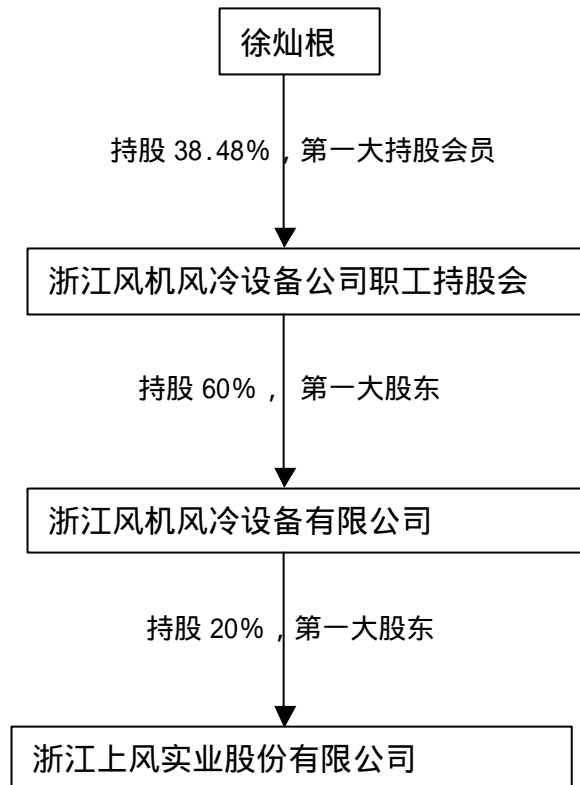 徐灿根
持股 38.48%，第一大持股会员
浙江风机风冷设备公司职工持股会
持股 60%， 第一大股东
浙江风机风冷设备有限公司
持股 20%，第一大股东
浙江上风实业股份有限公司